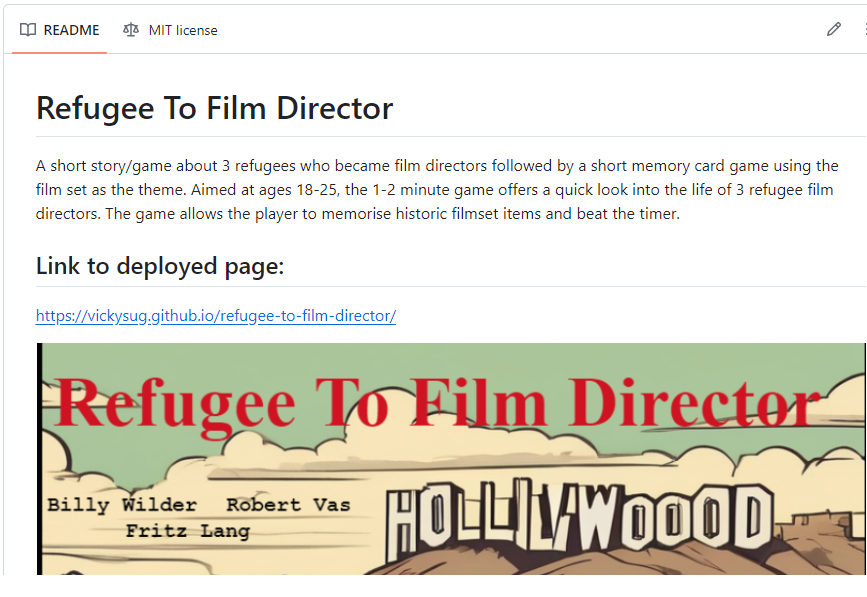 README
MIT license
Refugee To Film Director
A short story/game about 3 refugees who became film directors followed by a short memory card game using the
film set as the theme. Aimed at ages 18-25, the 1-2 minute game offers a quick look into the life of 3 refugee film
directors. The game allows the player to memorise historic filmset items and beat the timer.
Link to deployed page:
https://vickysug.github.io/refugee-to-film-director/
Refugee To Film Director
Billy Wilder Robert Vas
Fritz Lang